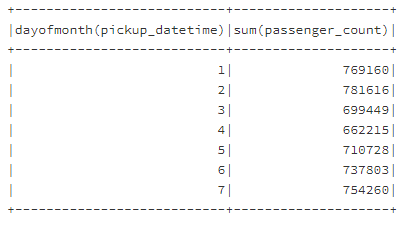 +---------------------------+--------------------+
|dayofmonth(pickup_datetime)|sum(passenger_count)|
+---------------------------+--------------------+
|                          1|              769160|
|                          2|              781616|
|                          3|              699449|
|                          4|              662215|
|                          5|              710728|
|                          6|              737803|
|                          7|              754260|
+---------------------------+--------------------+